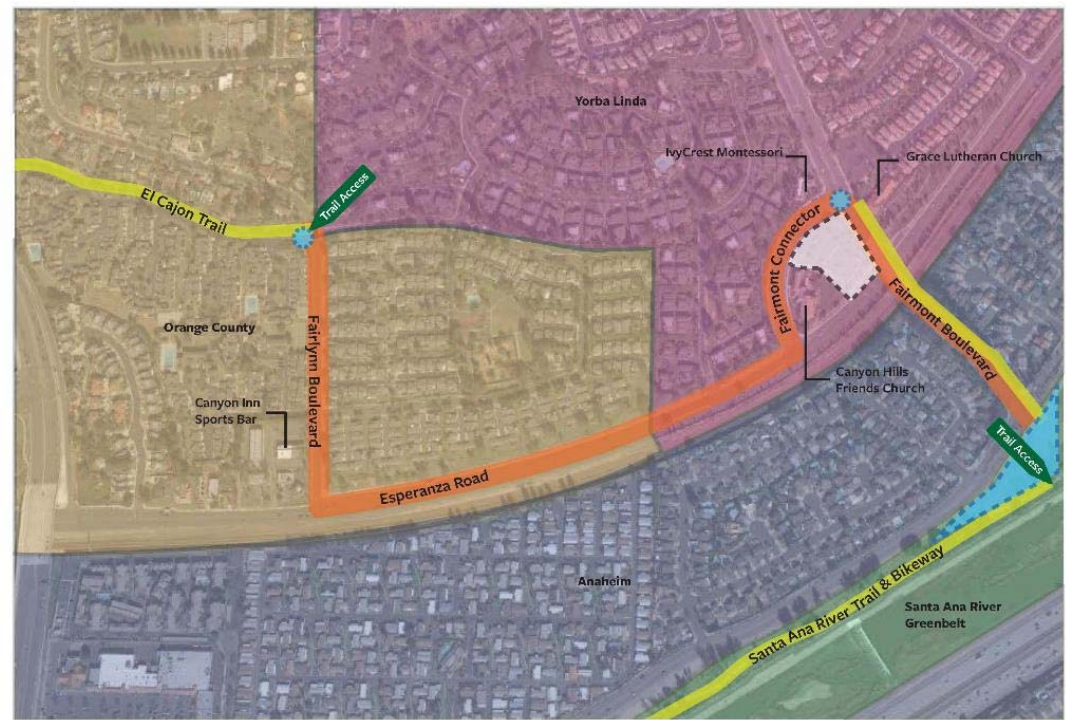 Yorba Linda
IvyCrest Montessori
Grace Lutheran Church
Trail Access
El Cajon Trail
Fairmont Connector
Orange County
Fairlynn Boulevard
Fairmont Boulevard
Canyon Hills
Friends Church
Canyon Inn
Sports Bar
Trail Access
Esperanza Road
Anaheim
Santa Ana River Trail & Bikeway
Santa Ana River
Greenbelt